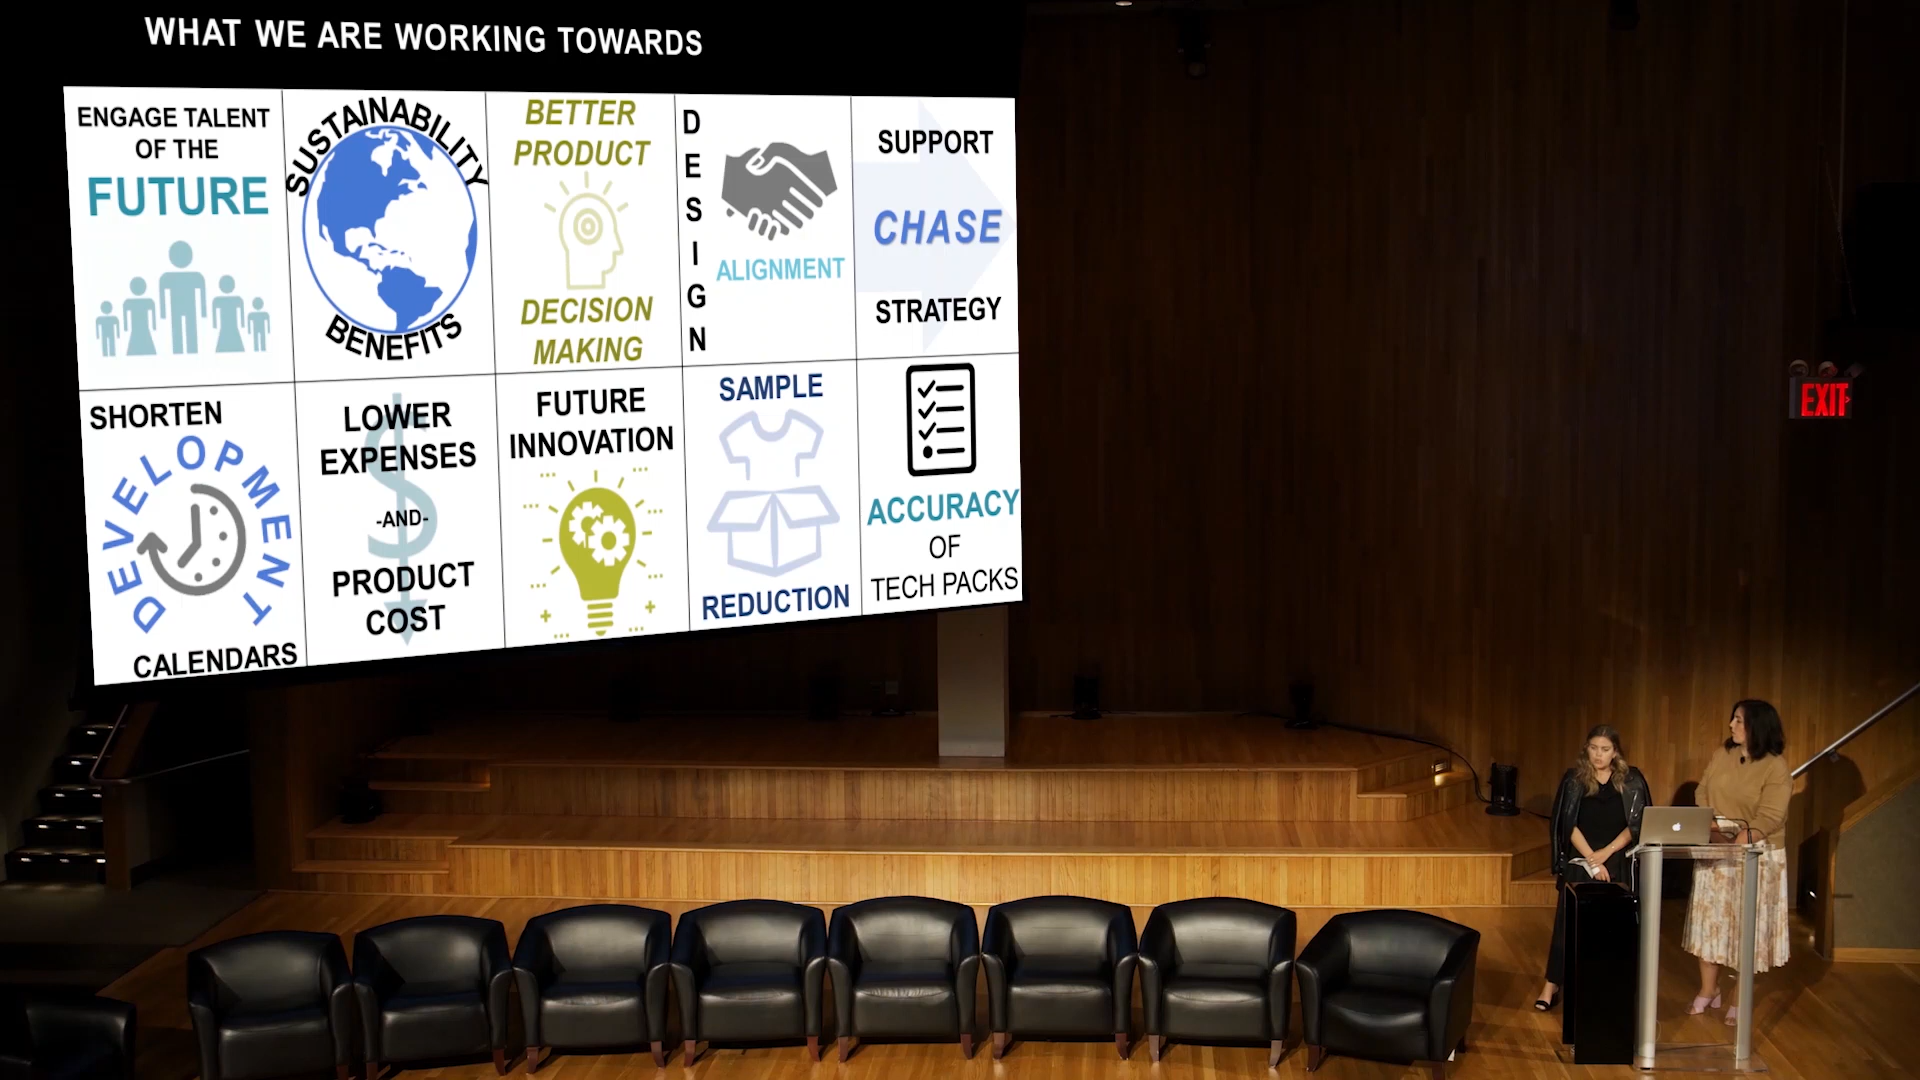 WHAT WE ARE WORKING TOWARDS
ENGAGE TALENT
OF THE
FUTURE
SUSTAINABILITY
BENEFITS
BETTER
PRODUCT
DECISION
MAKING
DESIGN
ALIGNMENT
SUPPORT
CHASE
STRATEGY
SHORTEN
DEVELOPMENT
CALENDARS
LOWER
EXPENSES
-AND-
PRODUCT
COST
FUTURE
INNOVATION
SAMPLE
REDUCTION
ACCURACY
OF
TECH PACKS
EXIT